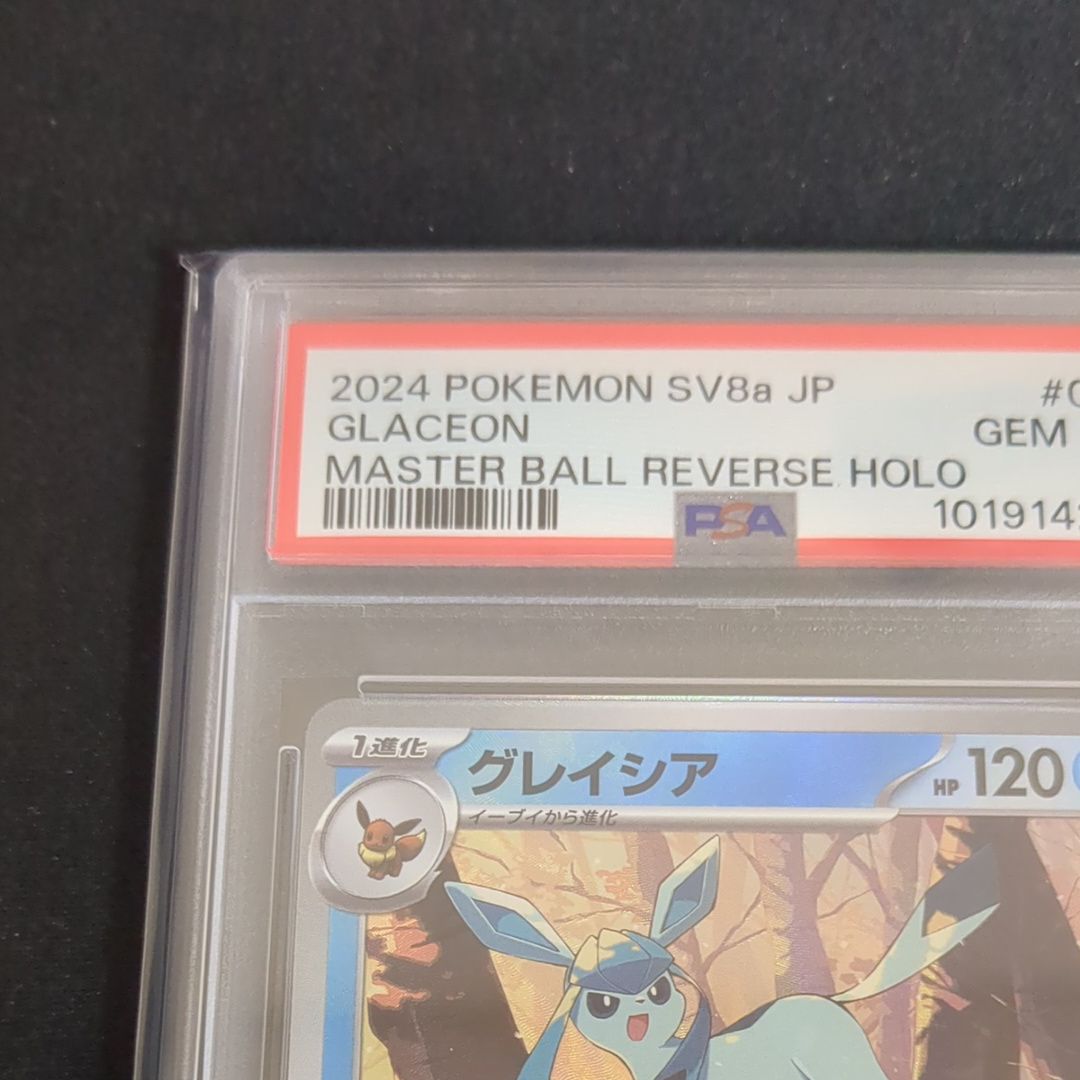 2024 POKEMON SV8a JP
GLACEON
GEM
MASTER BALL REVERSE HOLO
PSA
1進化
グレイシア
HP 120
イーブイから進化